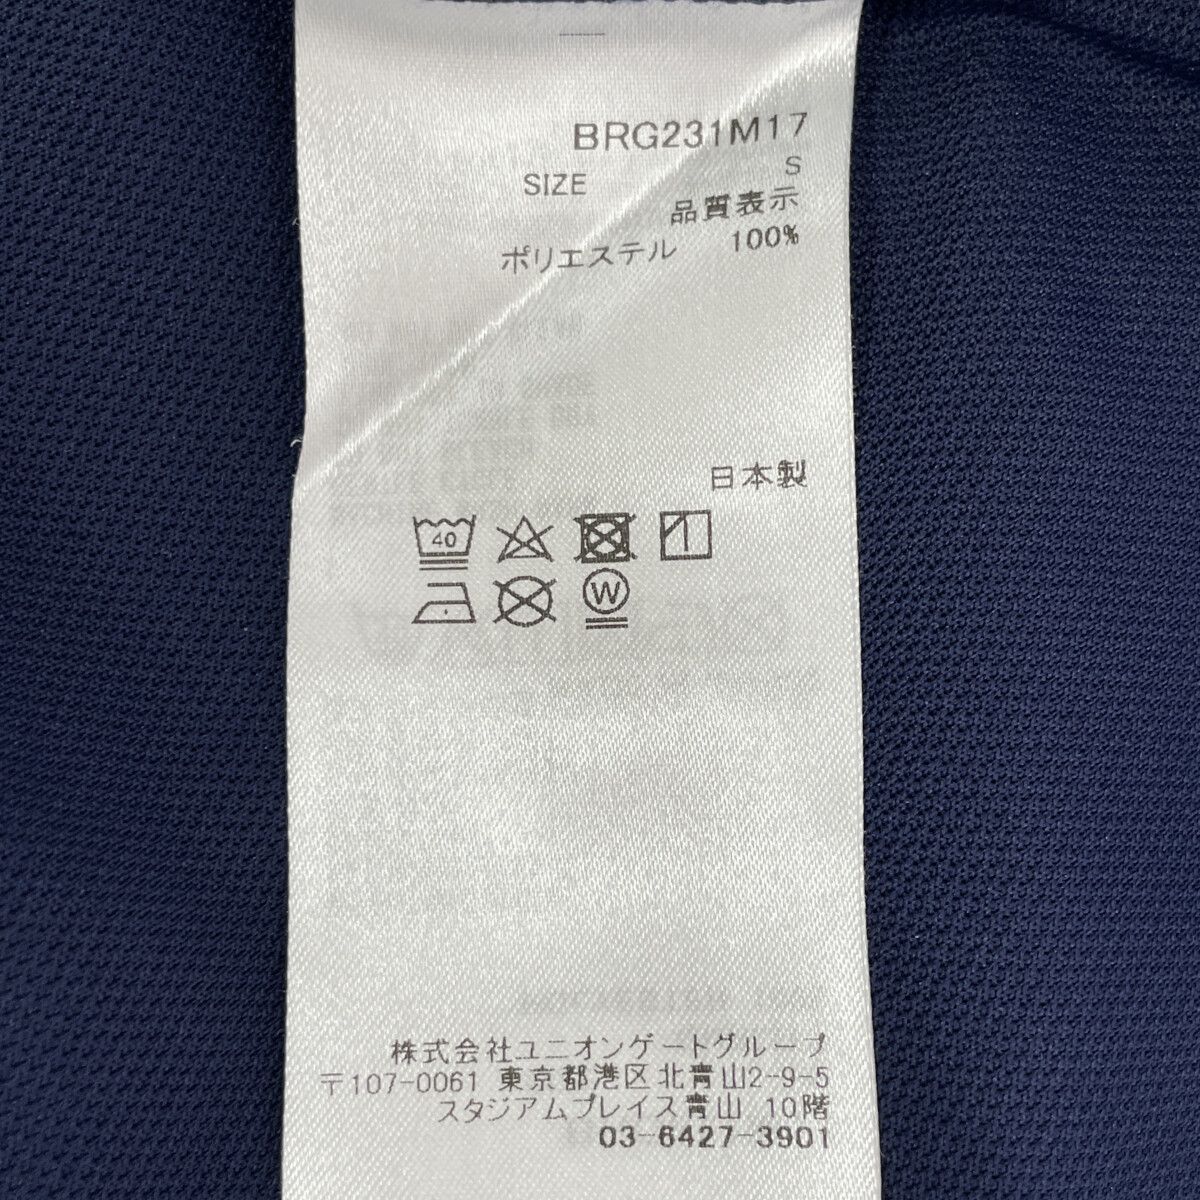 BRG231M17
SIZE S
品質表示
ポリエステル 100%
日本製
40
W
株式会社ユニオンゲートグループ
〒107-0061 東京都港区北青山2-9-5
スタジアムプレイス青山 10階
03-6427-3901